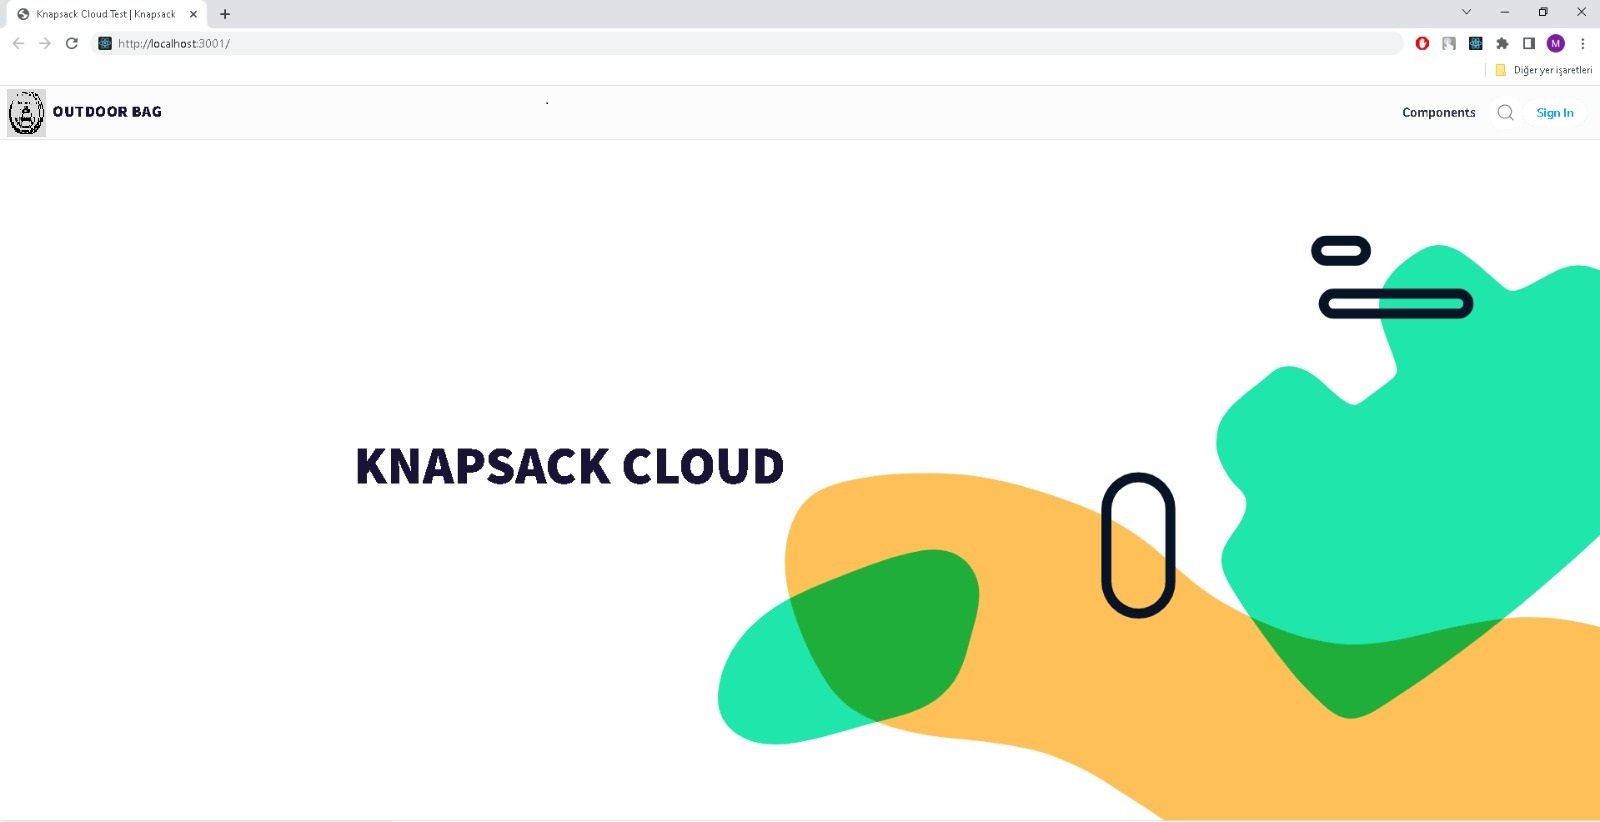 Knapsack Cloud Test | Knapsack
http://localhost:3001/
M
Diğer yer işaretleri
OUTDOOR BAG
Components
Sign In
KNAPSACK CLOUD